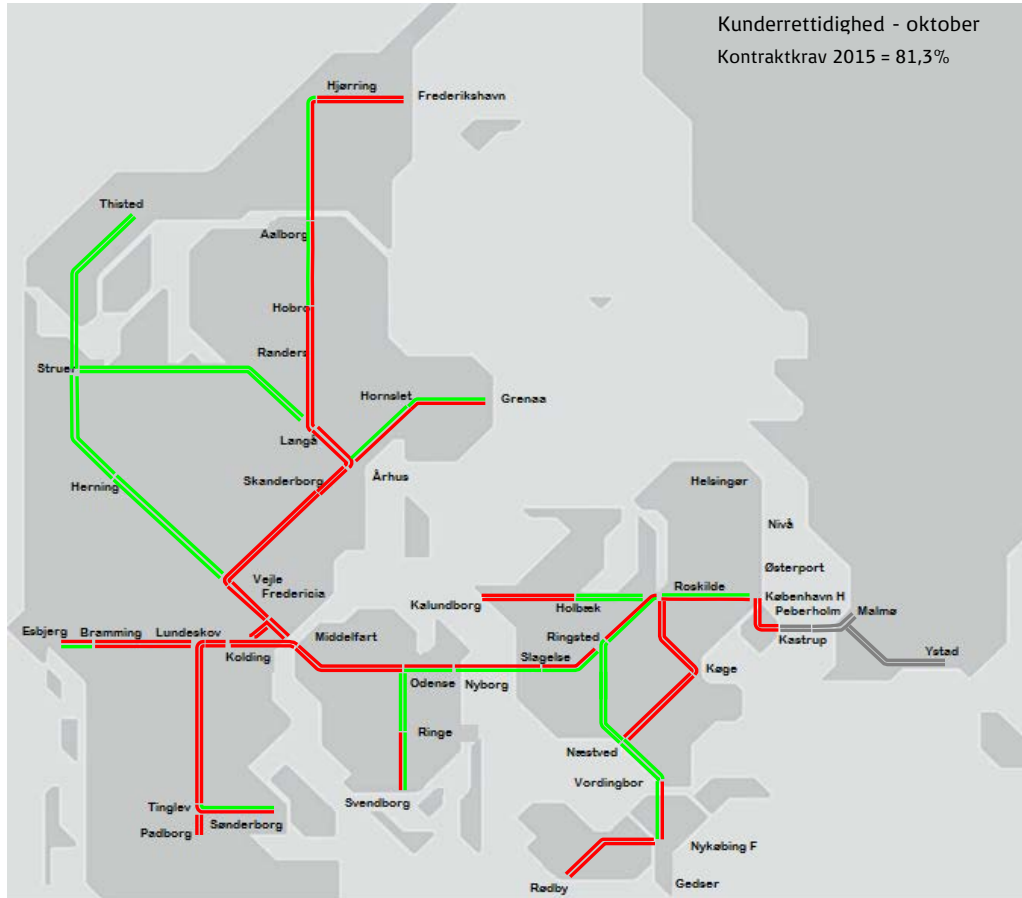 Kunderrettidighed - oktober
Kontraktkrav 2015 = 81,3%
Hjørring
Frederikshavn
Thisted
Aalborg
Hobro
Randers
Struer
Hornslet
Grenaa
Langå
Århus
Skanderborg
Herning
Helsingør
Nivå
Østerport
Vejle
Fredericia
Roskilde
København H
Kalundborg
Holbæk
Peberholm
Malmø
Esbjerg
Bramming
Lundeskov
Middelfart
Ringsted
Kastrup
Kolding
Slagelse
Ystad
Odense
Nyborg
Køge
Ringe
Næstved
Vordingbor
Svendborg
Tinglev
Sønderborg
Padborg
Nykøbing F
Rødby
Gedser